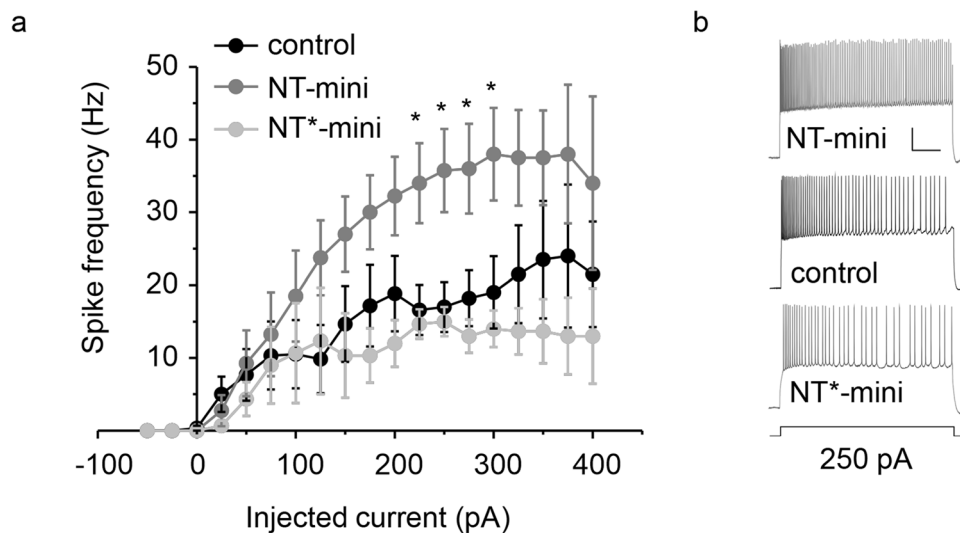 a
control
NT-mini
NT*-mini
* * * *
50
40
30
20
10
Spike frequency (Hz)
-100 0 100 200 300 400
Injected current (pA)
b
NT-mini
control
NT*-mini
250 pA